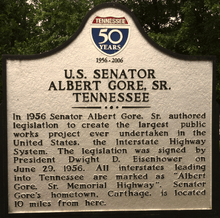 TENNESSEE
50
YEARS
1956-2006
U.S. SENATOR
ALBERT GORE, SR.
TENNESSEE
In 1956 Senator Albert Gore, Sr. authored
legislation to create the largest public
works project ever undertaken in the
United States, the Interstate Highway
System. The legislation was signed by
President Dwight D. Eisenhower on
June 29, 1956. All interstates leading
into Tennessee are marked as "Albert
Gore, Sr. Memorial Highway". Senator
Gore's hometown, Carthage, is located
10 miles from here.